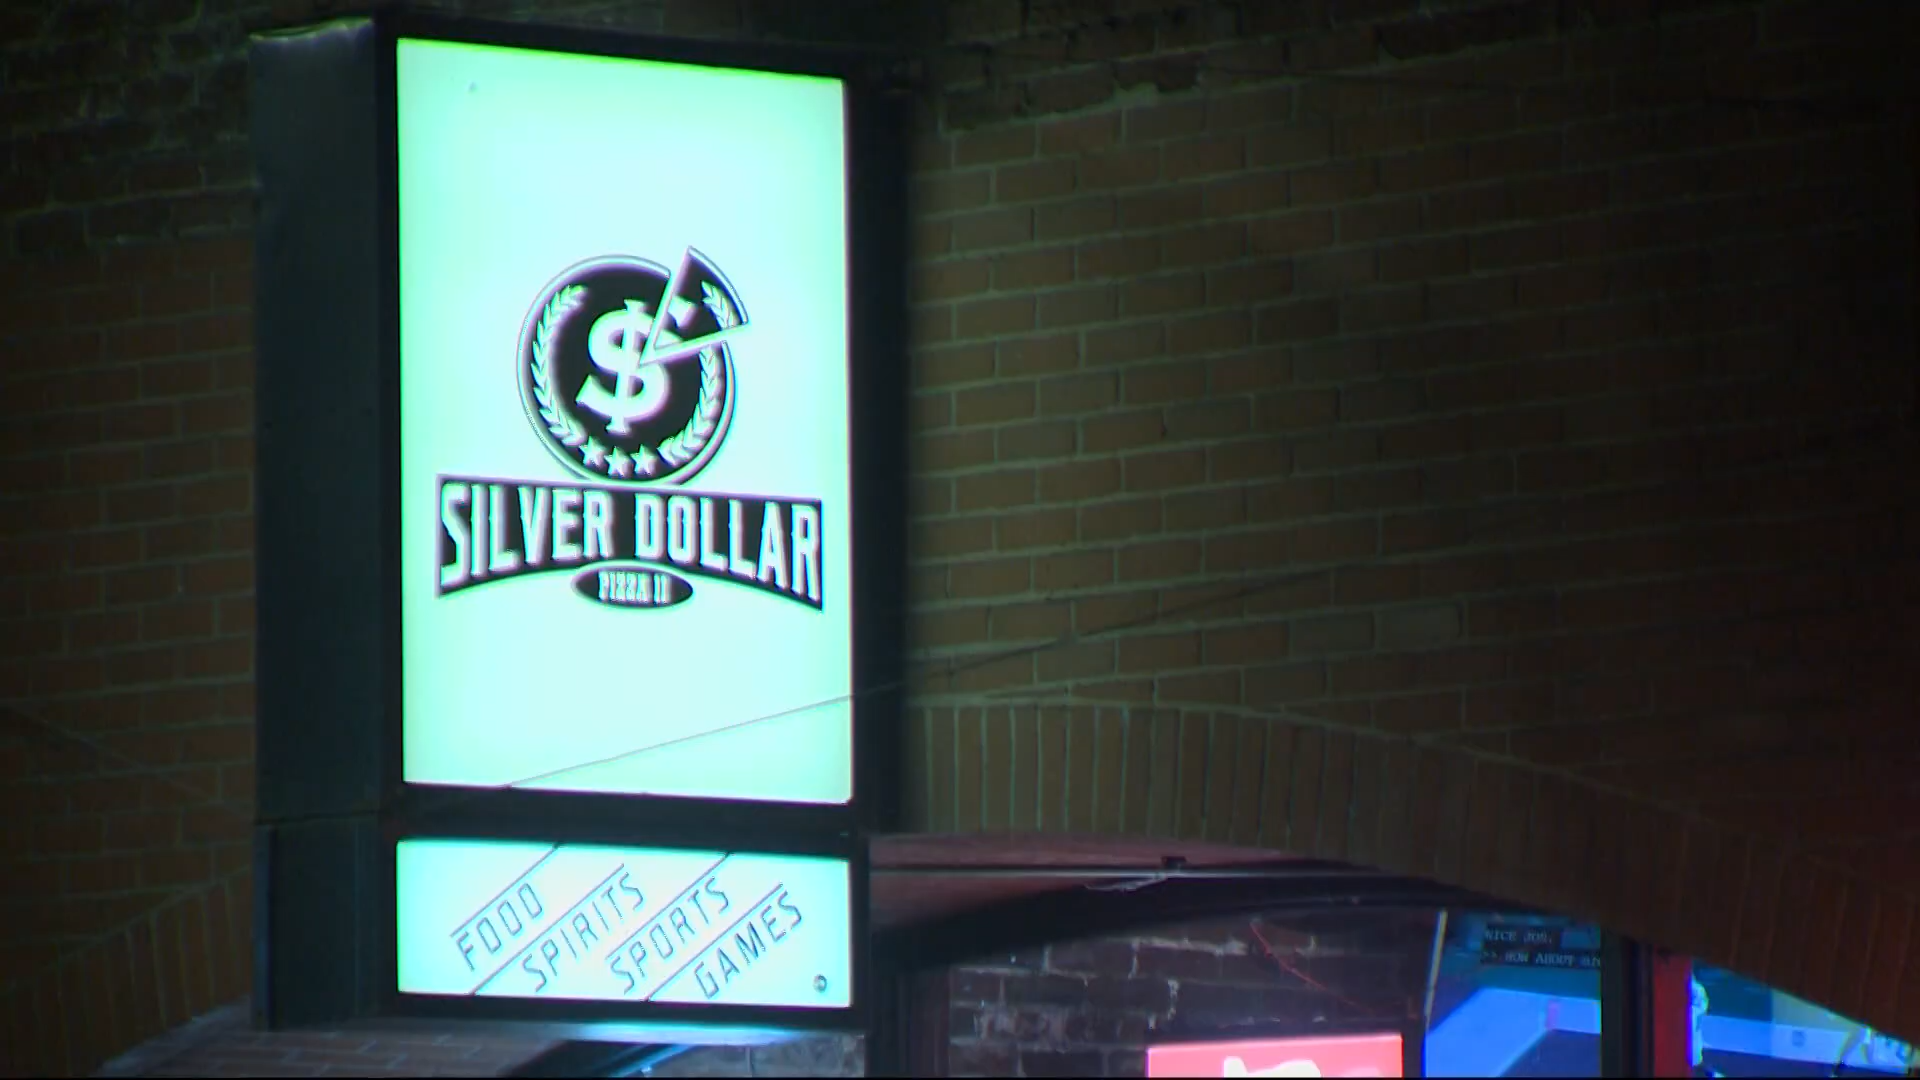 $
SILVER DOLLAR
PIZZA II
FOOD
SPIRITS
SPORTS
GAMES
NICE JOB.
>> HOW ABOUT